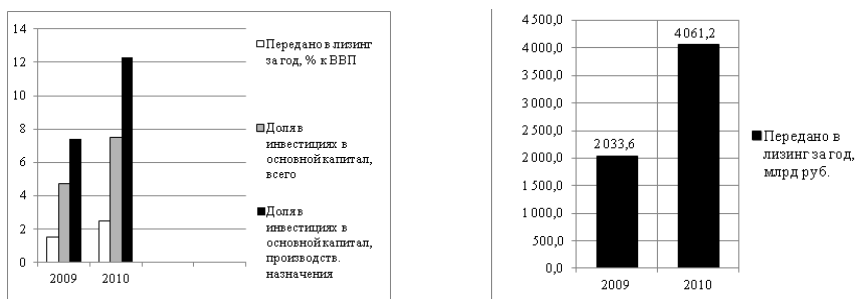 14
12
10
8
6
4
2
0
2009 2010
Передано в лизинг
за год, % к ВВП
Доля в
инвестициях в
основной капитал,
всего
Доля в
инвестициях в
основной капитал,
производств.
назначения
4 500,0
4 000,0
3 500,0
3 000,0
2 500,0
2 000,0
1 500,0
1 000,0
500,0
0,0
2 033,6
4 061,2
2009 2010
Передано в
лизинг за год,
млрд руб.